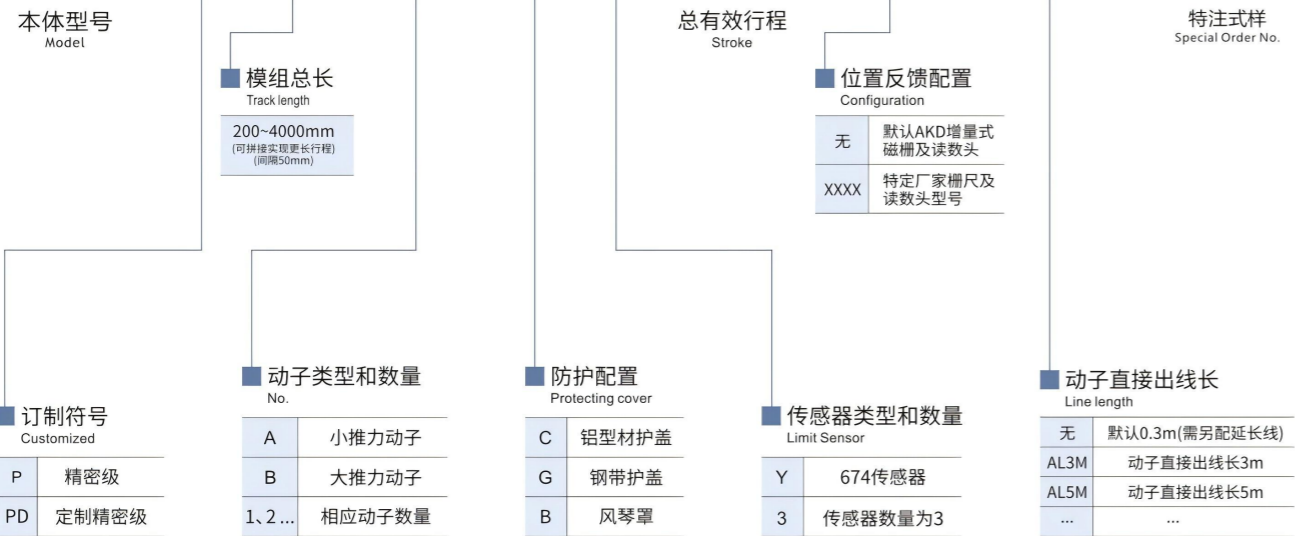 本体型号
Model
总有效行程
Stroke
特注式样
Special Order No.
模组总长
Track length
200~4000mm
(可拼接实现更长行程)
(间隔50mm)
位置反馈配置
Configuration
无 默认AKD增量式
磁栅及读数头
XXXX 特定厂家栅尺及
读数头型号
订制符号
Customized
P 精密级
PD 定制精密级
动子类型和数量
No.
A 小推力动子
B 大推力动子
1、2... 相应动子数量
防护配置
Protecting cover
C 铝型材护盖
G 钢带护盖
B 风琴罩
传感器类型和数量
Limit Sensor
Y 674传感器
3 传感器数量为3
动子直接出线长
Line length
无 默认0.3m(需另配延长线)
AL3M 动子直接出线长3m
AL5M 动子直接出线长5m
... ...